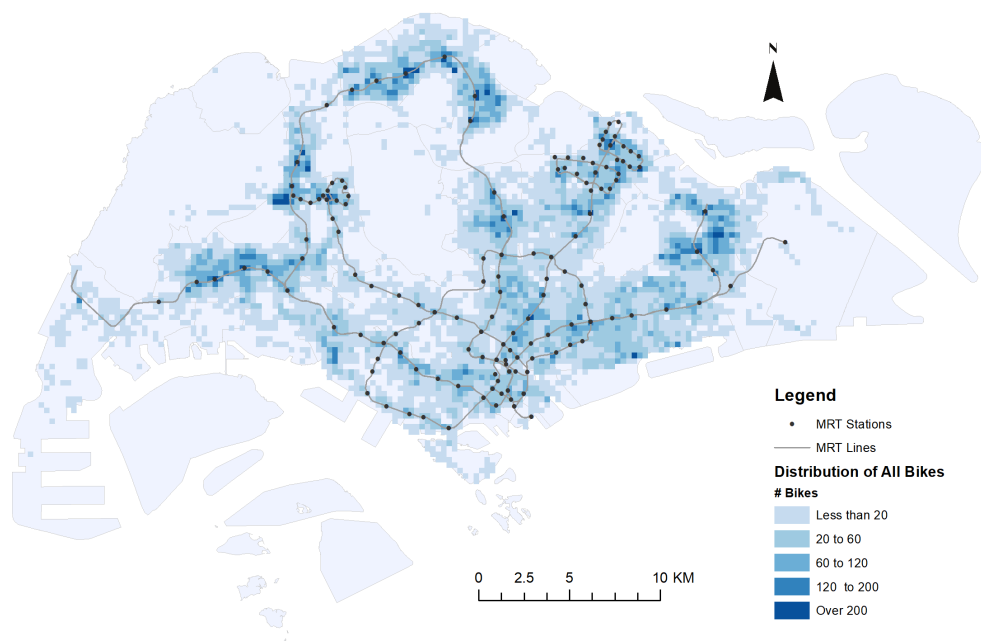 N
Legend
MRT Stations
MRT Lines
Distribution of All Bikes
# Bikes
Less than 20
20 to 60
60 to 120
120 to 200
Over 200
0 2.5 5 10 KM